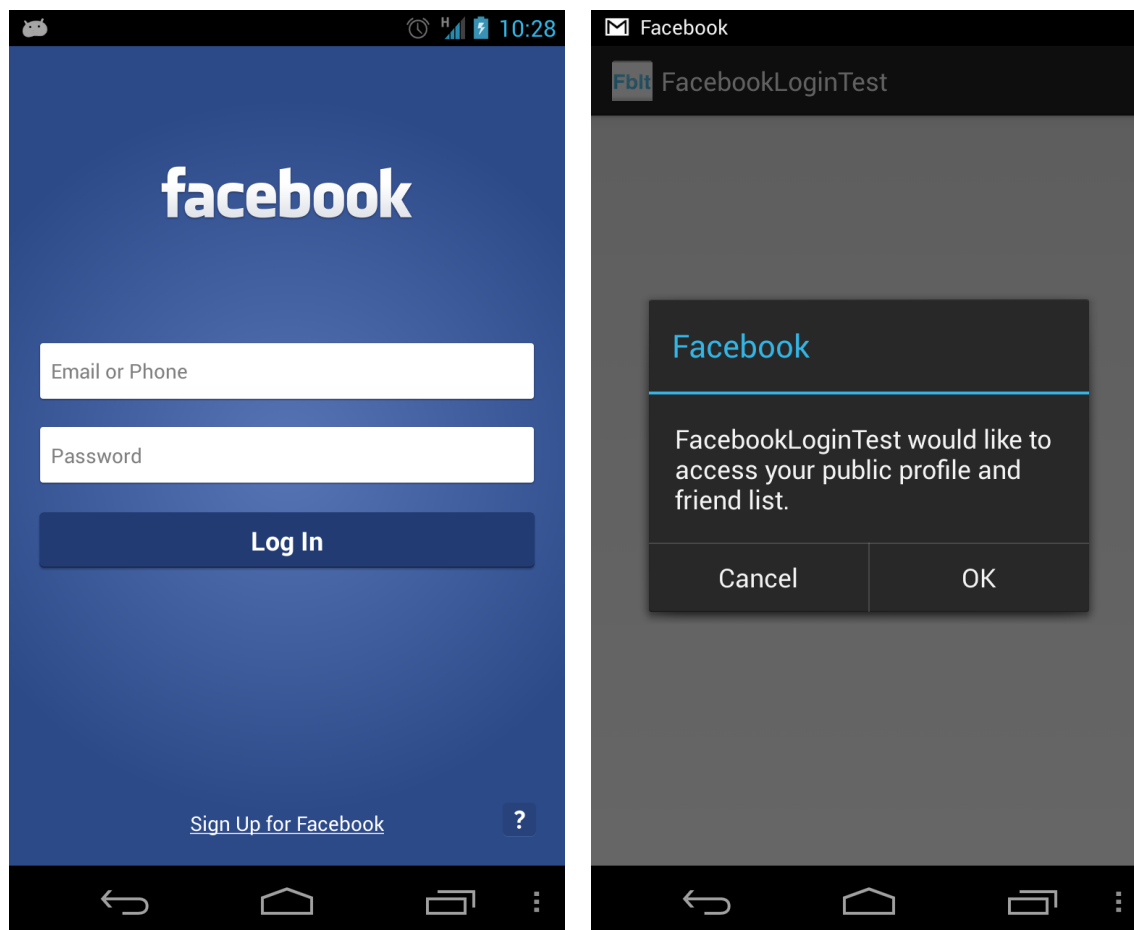 H 10:28
facebook
Email or Phone
Password
Log In
Sign Up for Facebook
?
Facebook
Fblt FacebookLoginTest
Facebook
FacebookLoginTest would like to
access your public profile and
friend list.
Cancel OK